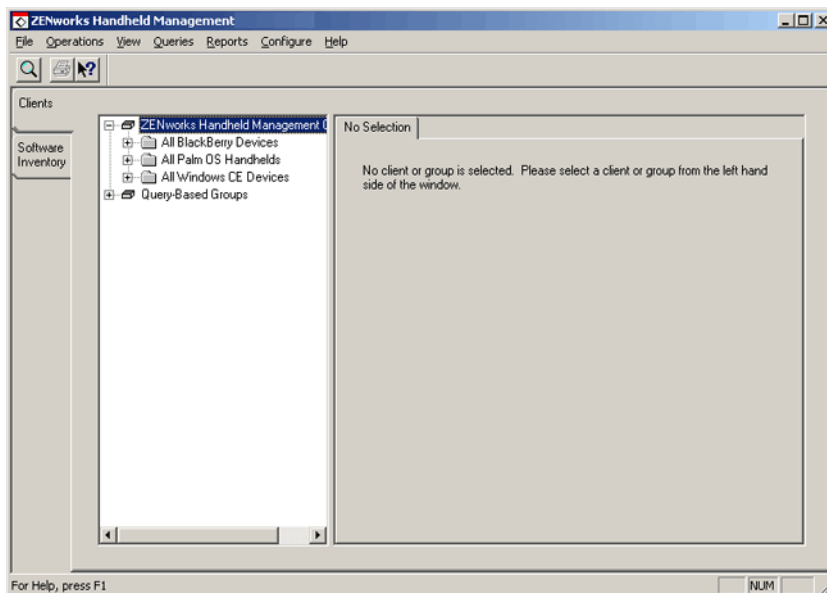 ZENworks Handheld Management
File Operations View Queries Reports Configure Help
Clients
Software
Inventory
ZENworks Handheld Management
All BlackBerry Devices
All Palm OS Handhelds
All Windows CE Devices
Query-Based Groups
No Selection
No client or group is selected. Please select a client or group from the left hand
side of the window.
For Help, press F1
NUM